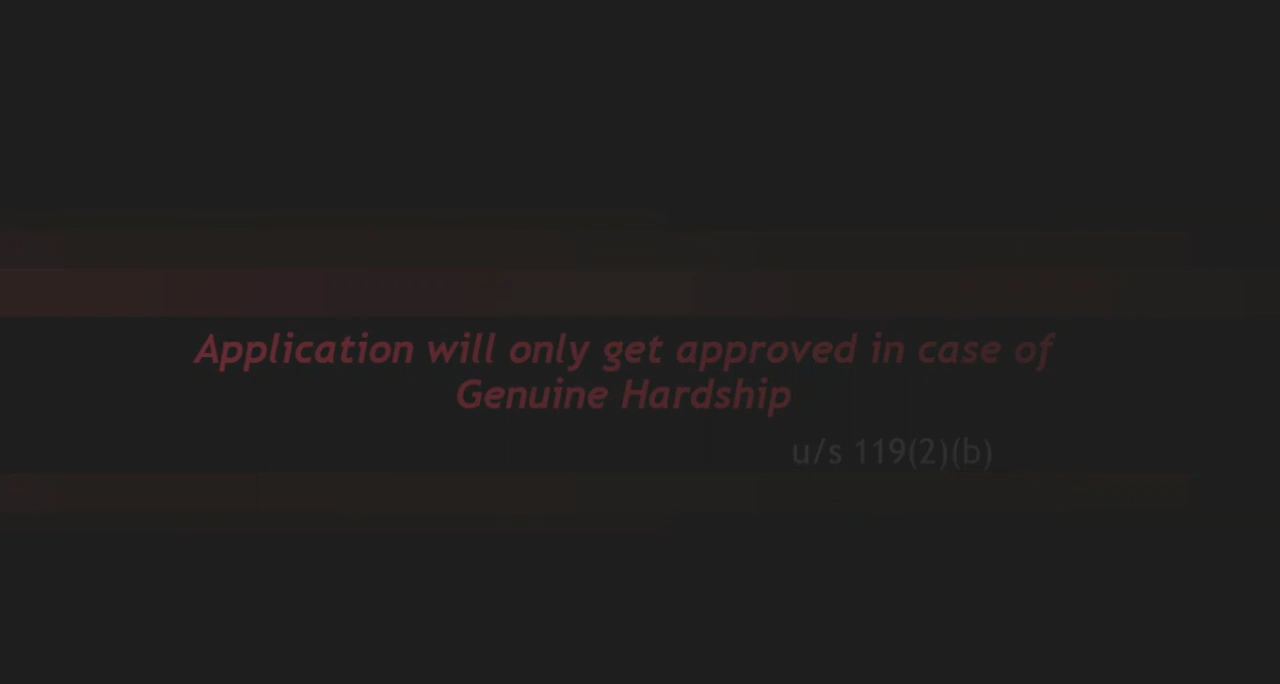 Application will only get approved in case of
Genuine Hardship
u/s 119(2)(b)